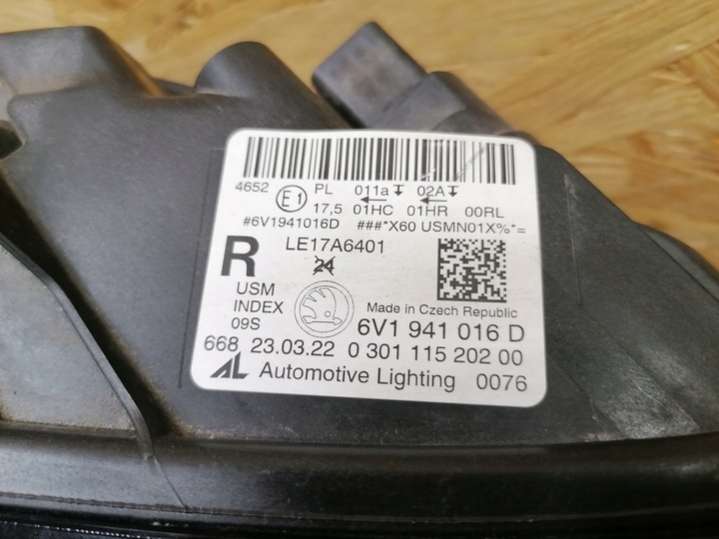 4652 E1 PL 011a 02A
17,5 01HC 01HR 00RL
#6V1941016D ###*X60 USMN01X%*=
R LE17A6401
24
USM
INDEX
09S
Made in Czech Republic
6V1 941 016 D
668 23.03.22 0 301 115 202 00
AL Automotive Lighting 0076